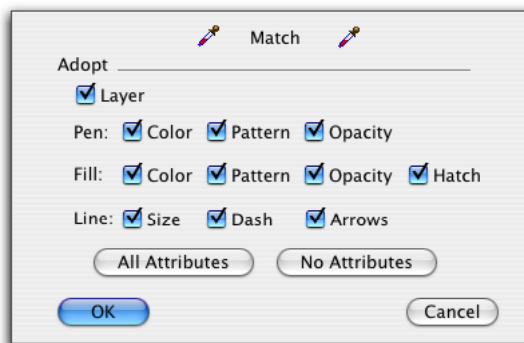 Match
Adopt
Layer
Pen: Color Pattern Opacity
Fill: Color Pattern Opacity Hatch
Line: Size Dash Arrows
All Attributes No Attributes
OK Cancel